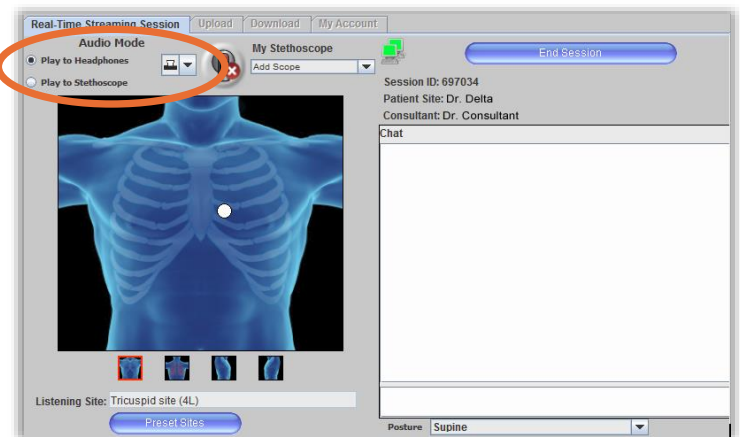 Real-Time Streaming Session Upload Download My Account
Audio Mode
Play to Headphones
Play to Stethoscope
My Stethoscope
Add Scope
End Session
Session ID: 697034
Patient Site: Dr. Delta
Consultant: Dr. Consultant
Chat
Listening Site: Tricuspid site (4L)
Preset Sites
Posture Supine